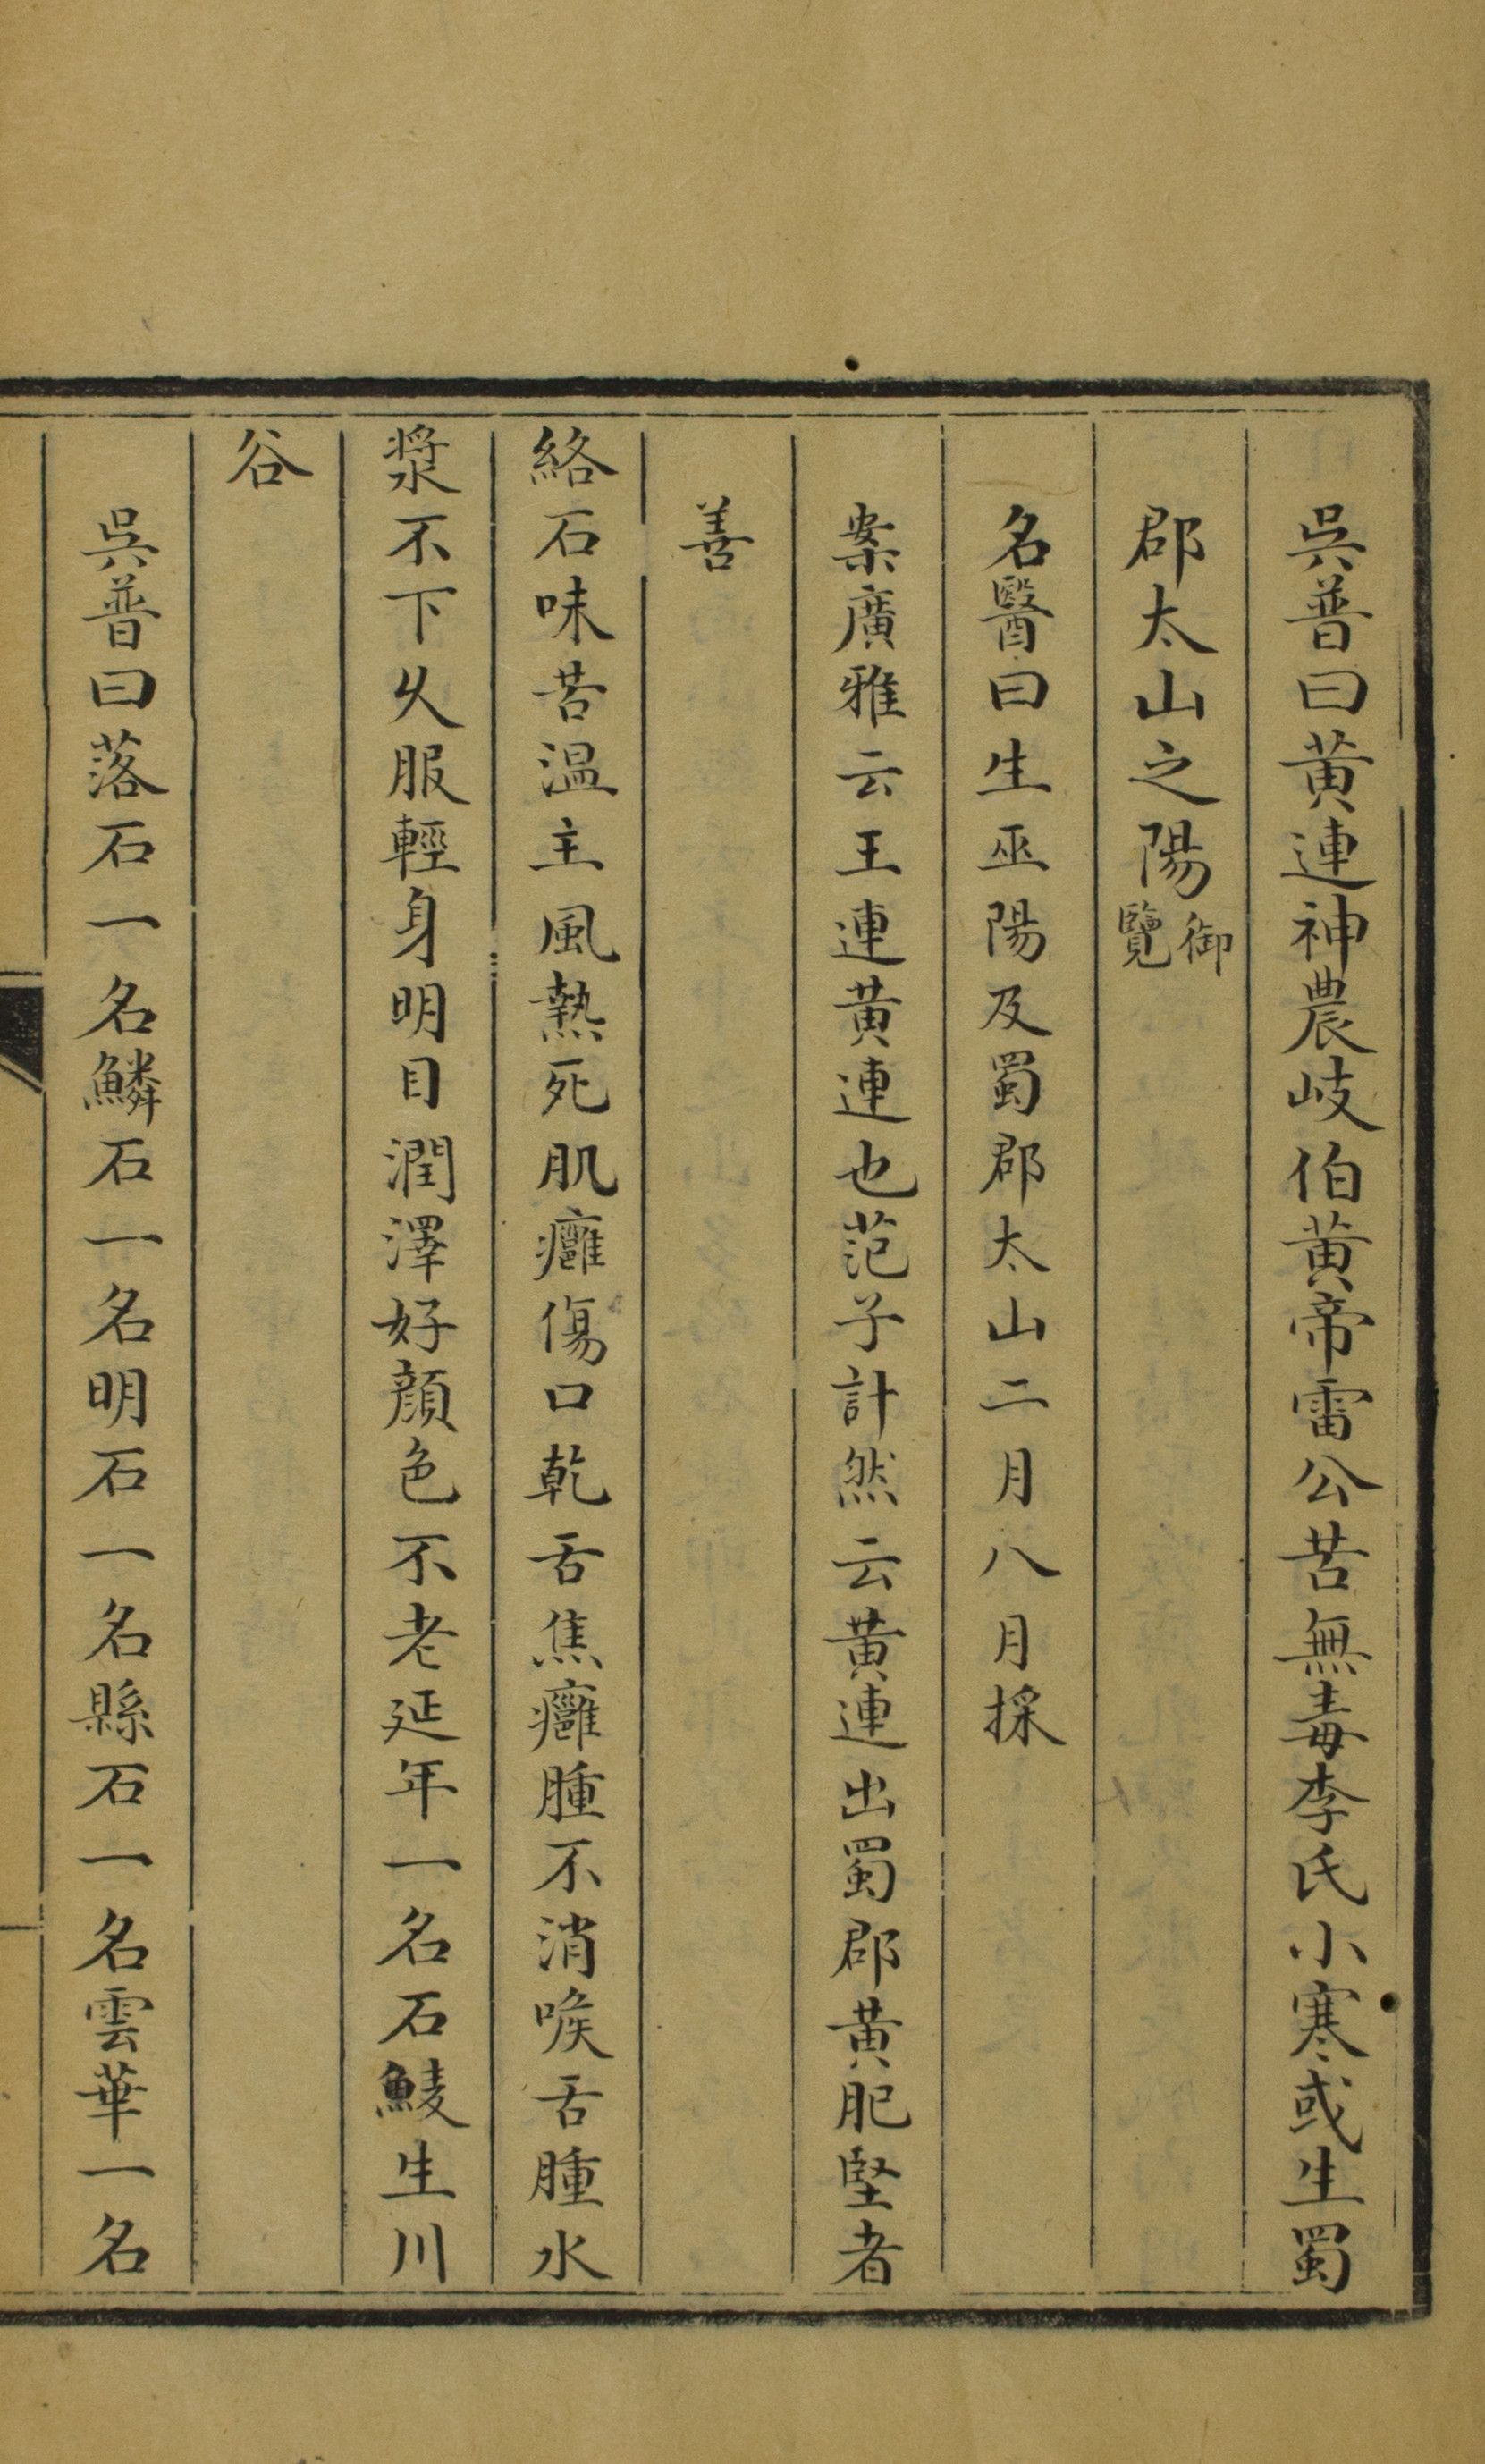 吳普曰黃連神農岐伯黃帝雷公苦無毒李氏小寒或生蜀
郡太山之陽御覽
名醫曰生巫陽及蜀郡太山二月八月採
案廣雅云王連黃連也范子計然云黃連出蜀郡黃肥堅者
善
絡石味苦溫主風熱死肌癰傷口乾舌焦癰腫不消喉舌腫水
漿不下久服輕身明目潤澤好顏色不老延年一名石鯪生川
谷
吳普曰落石一名鱗石一名明石一名縣石一名雲華一名